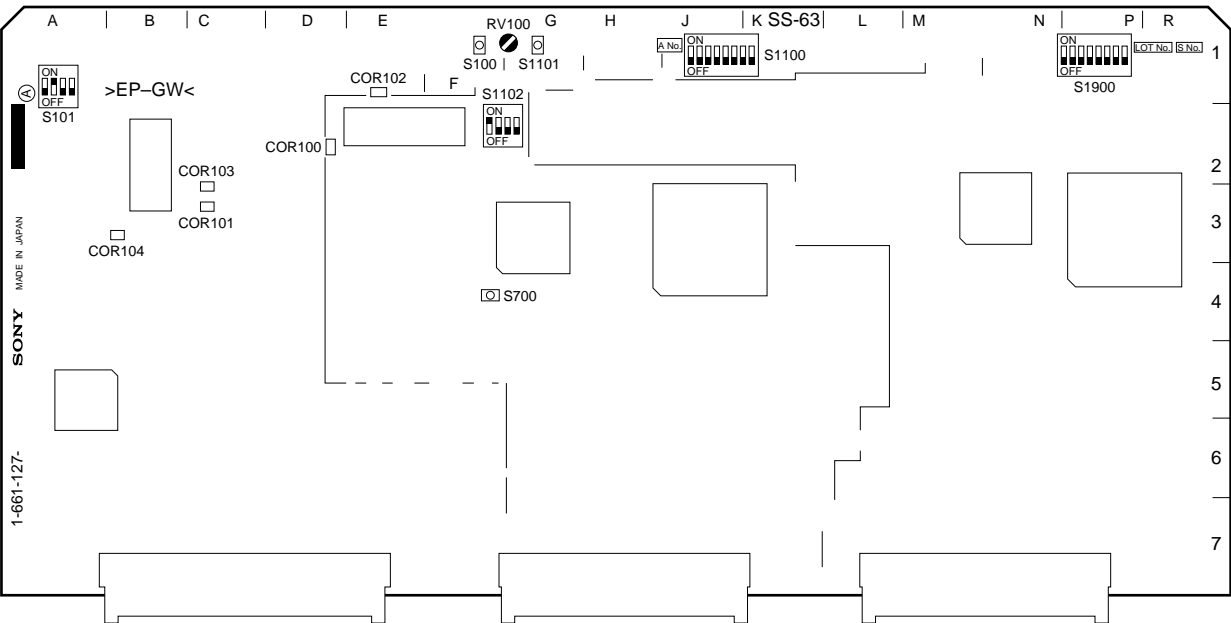 A B C D E G H J K SS-63 L M N P R
RV100
S100 S1101
A No.
ON
OFF
S1100
ON
OFF
S1900
LOT No. S No.
1
ON
OFF
S101
A
>EP–GW<
COR102
F
S1102
ON
OFF
COR100
2
COR103
COR101
3
COR104
MADE IN JAPAN
S700
4
SONY
5
6
1-661-127-
7